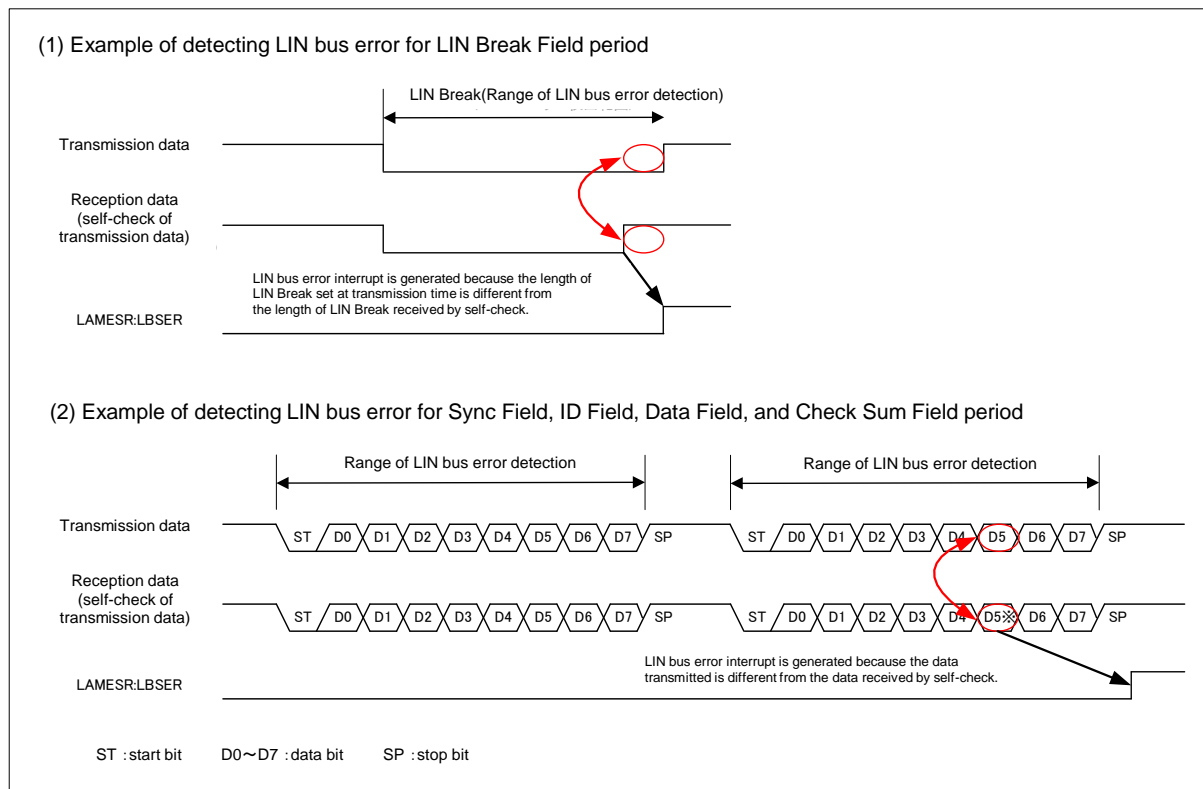 (1) Example of detecting LIN bus error for LIN Break Field period
LIN Break(Range of LIN bus error detection)
Transmission data
Reception data
(self-check of
transmission data)
LIN bus error interrupt is generated because the length of
LIN Break set at transmission time is different from
the length of LIN Break received by self-check.
LAMESR:LBSER
(2) Example of detecting LIN bus error for Sync Field, ID Field, Data Field, and Check Sum Field period
Range of LIN bus error detection Range of LIN bus error detection
Transmission data ST D0 D1 D2 D3 D4 D5 D6 D7 SP ST D0 D1 D2 D3 D4 D5 D6 D7 SP
Reception data
(self-check of
transmission data) ST D0 D1 D2 D3 D4 D5 D6 D7 SP ST D0 D1 D2 D3 D4 D5※ D6 D7 SP
LIN bus error interrupt is generated because the data
transmitted is different from the data received by self-check.
LAMESR:LBSER
ST :start bit D0~D7 :data bit SP :stop bit